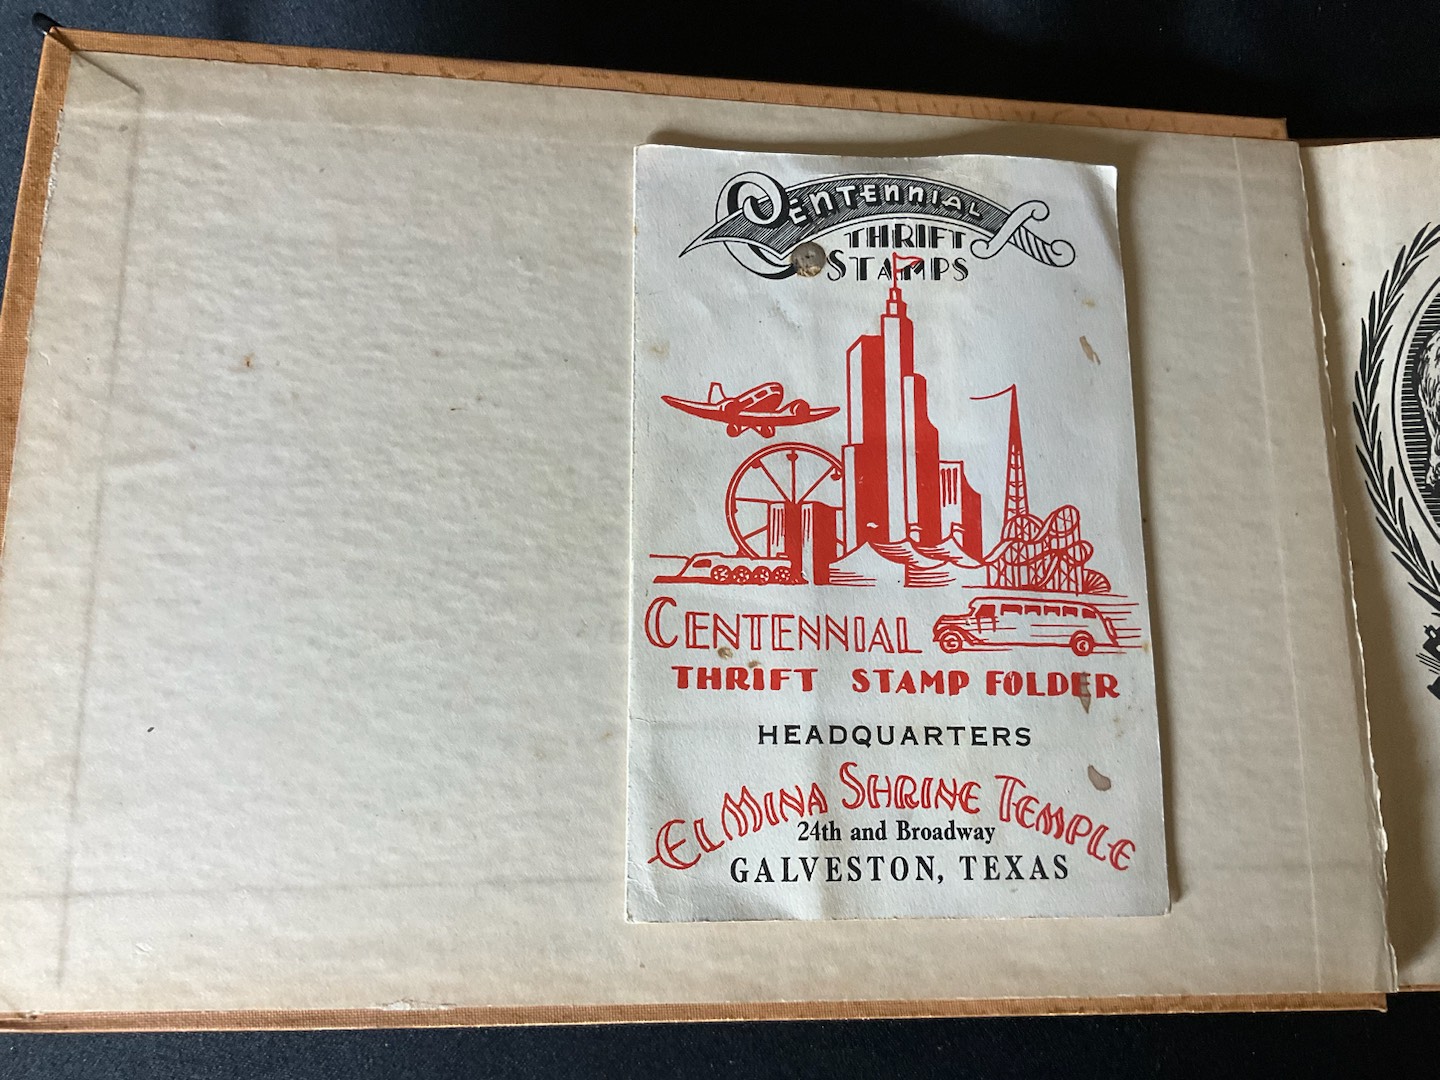 CENTENNIAL
THRIFT
STAMPS
CENTENNIAL
THRIFT STAMP FOLDER
HEADQUARTERS
EL MINA SHRINE TEMPLE
24th and Broadway
GALVESTON, TEXAS